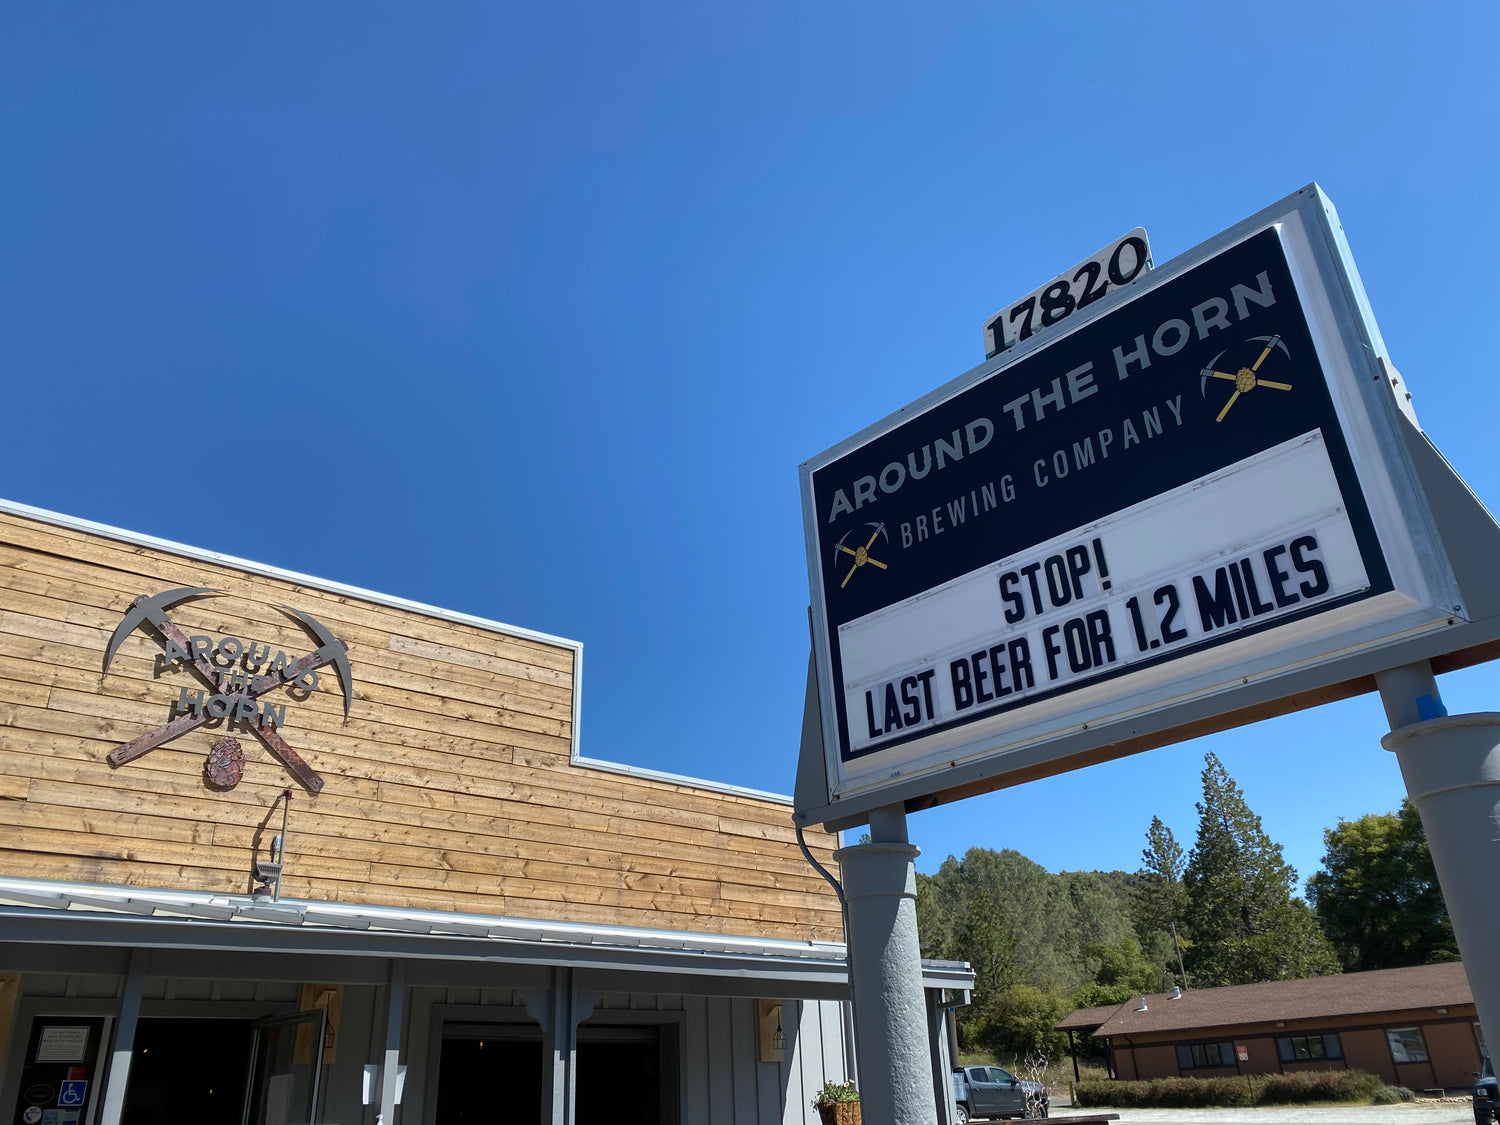 17820
AROUND THE HORN
BREWING COMPANY
STOP!
LAST BEER FOR 1.2 MILES
AROUND
THE
HORN